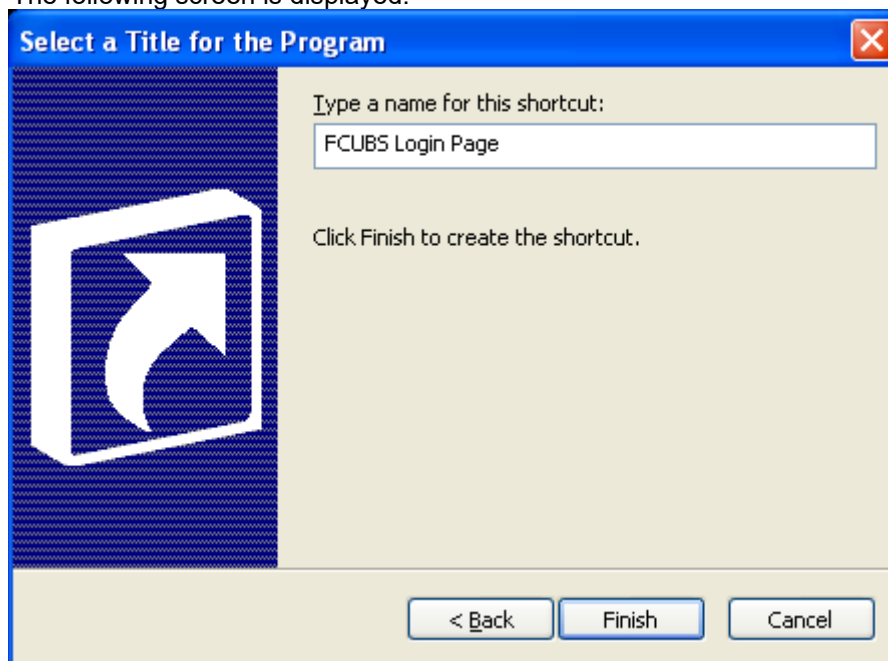 The following screen is displayed:
Select a Title for the Program
Type a name for this shortcut:
FCUBS Login Page
Click Finish to create the shortcut.
< Back
Finish
Cancel